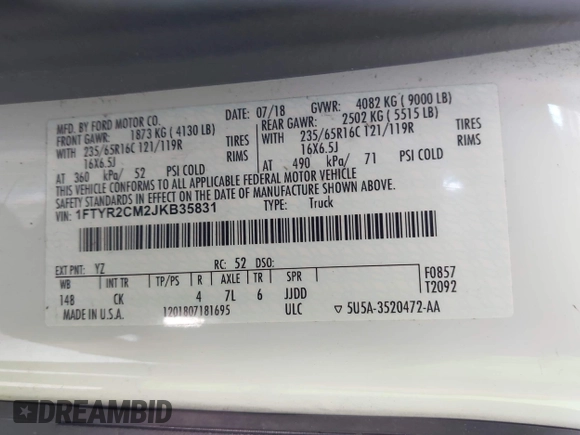 MFD. BY FORD MOTOR CO.
DATE: 07/18 GVWR: 4082 KG ( 9000 LB)
FRONT GAWR: 1873 KG ( 4130 LB) REAR GAWR: 2502 KG ( 5515 LB)
WITH 235/65R16C 121/119R TIRES WITH 235/65R16C 121/119R TIRES
16X6.5J RIMS 16X6.5J RIMS
AT 360 kPa/ 52 PSI COLD AT 490 kPa/ 71 PSI COLD
THIS VEHICLE CONFORMS TO ALL APPLICABLE FEDERAL MOTOR VEHICLE
SAFETY STANDARDS IN EFFECT ON THE DATE OF MANUFACTURE SHOWN ABOVE.
VIN: 1FTYR2CM2JKB35831 TYPE: Truck
EXT PNT: YZ RC: 52 DSO: F0857
WB INT TR TP/PS R AXLE TR SPR T2092
148 CK 4 7L 6 JJDD
MADE IN U.S.A. 1201807181695 ULC ▽ 5U5A-3520472-AA
DREAMBID